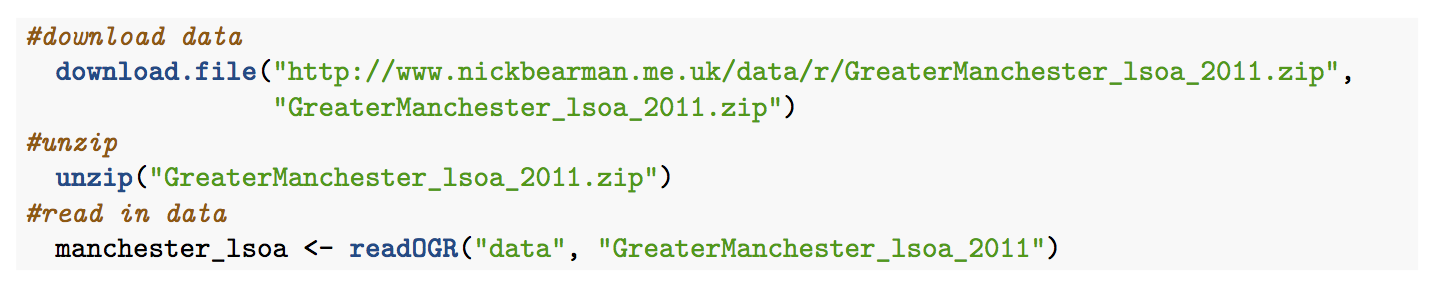 #download data
download.file("http://www.nickbearman.me.uk/data/r/GreaterManchester_lsoa_2011.zip",
"GreaterManchester_lsoa_2011.zip")
#unzip
unzip("GreaterManchester_lsoa_2011.zip")
#read in data
manchester_lsoa <- readOGR("data", "GreaterManchester_lsoa_2011")